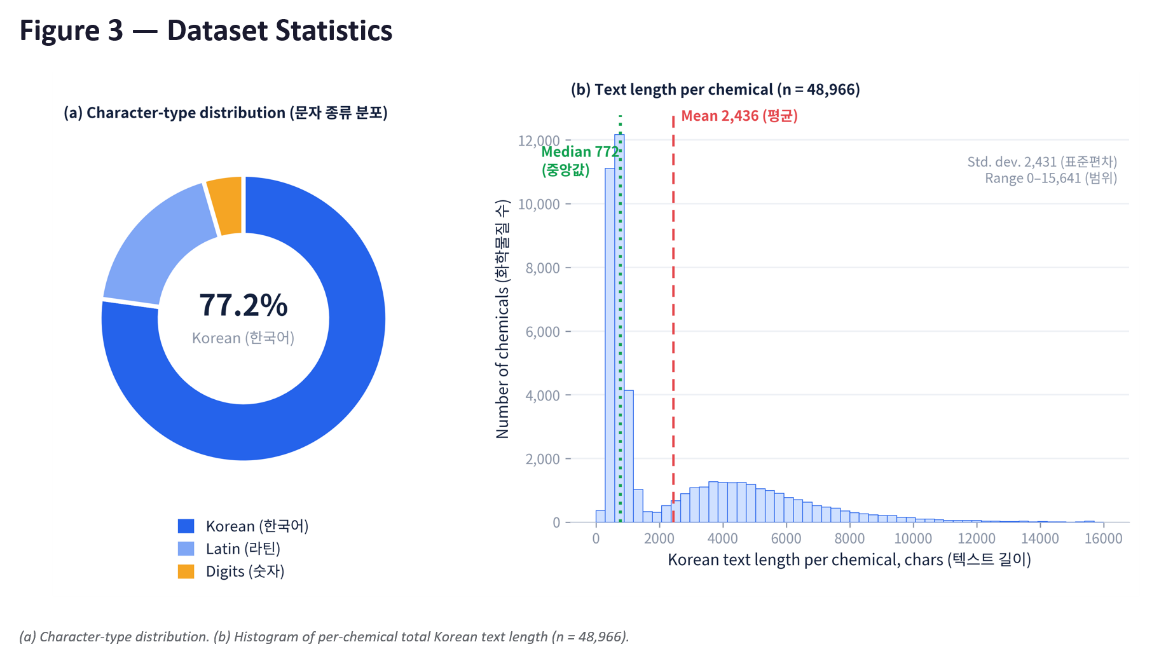 Figure 3 — Dataset Statistics
(a) Character-type distribution (문자 종류 분포)
77.2%
Korean (한국어)
Korean (한국어)
Latin (라틴)
Digits (숫자)
(b) Text length per chemical (n = 48,966)
Mean 2,436 (평균)
Median 772
(중앙값)
Std. dev. 2,431 (표준편차)
Range 0–15,641 (범위)
Number of chemicals (화학물질 수)
12,000
10,000
8,000
6,000
4,000
2,000
0
0 2000 4000 6000 8000 10000 12000 14000 16000
Korean text length per chemical, chars (텍스트 길이)
(a) Character-type distribution. (b) Histogram of per-chemical total Korean text length (n = 48,966).